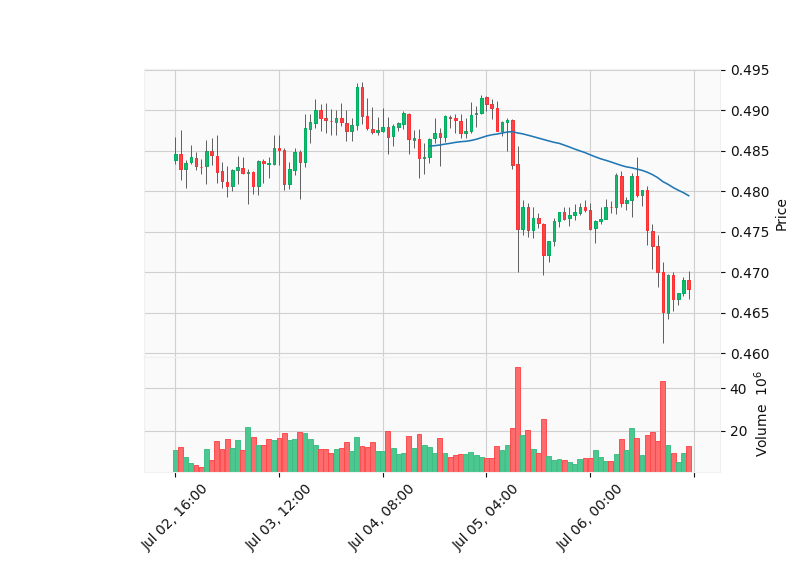 0.495
0.490
0.485
0.480
0.475
0.470
0.465
0.460
Price
40
20
Volume 10⁶
Jul 02, 16:00
Jul 03, 12:00
Jul 04, 08:00
Jul 05, 04:00
Jul 06, 00:00